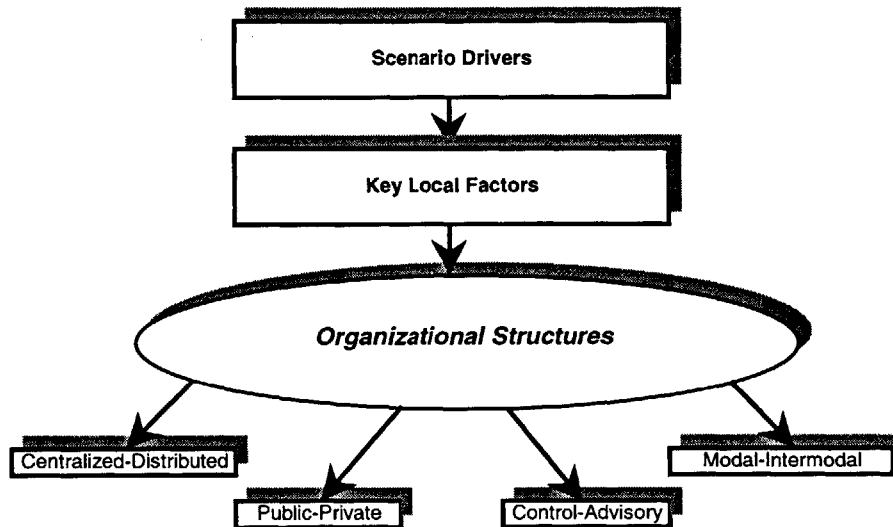 Scenario Drivers
Key Local Factors
Organizational Structures
Centralized-Distributed
Modal-Intermodal
Public-Private
Control-Advisory